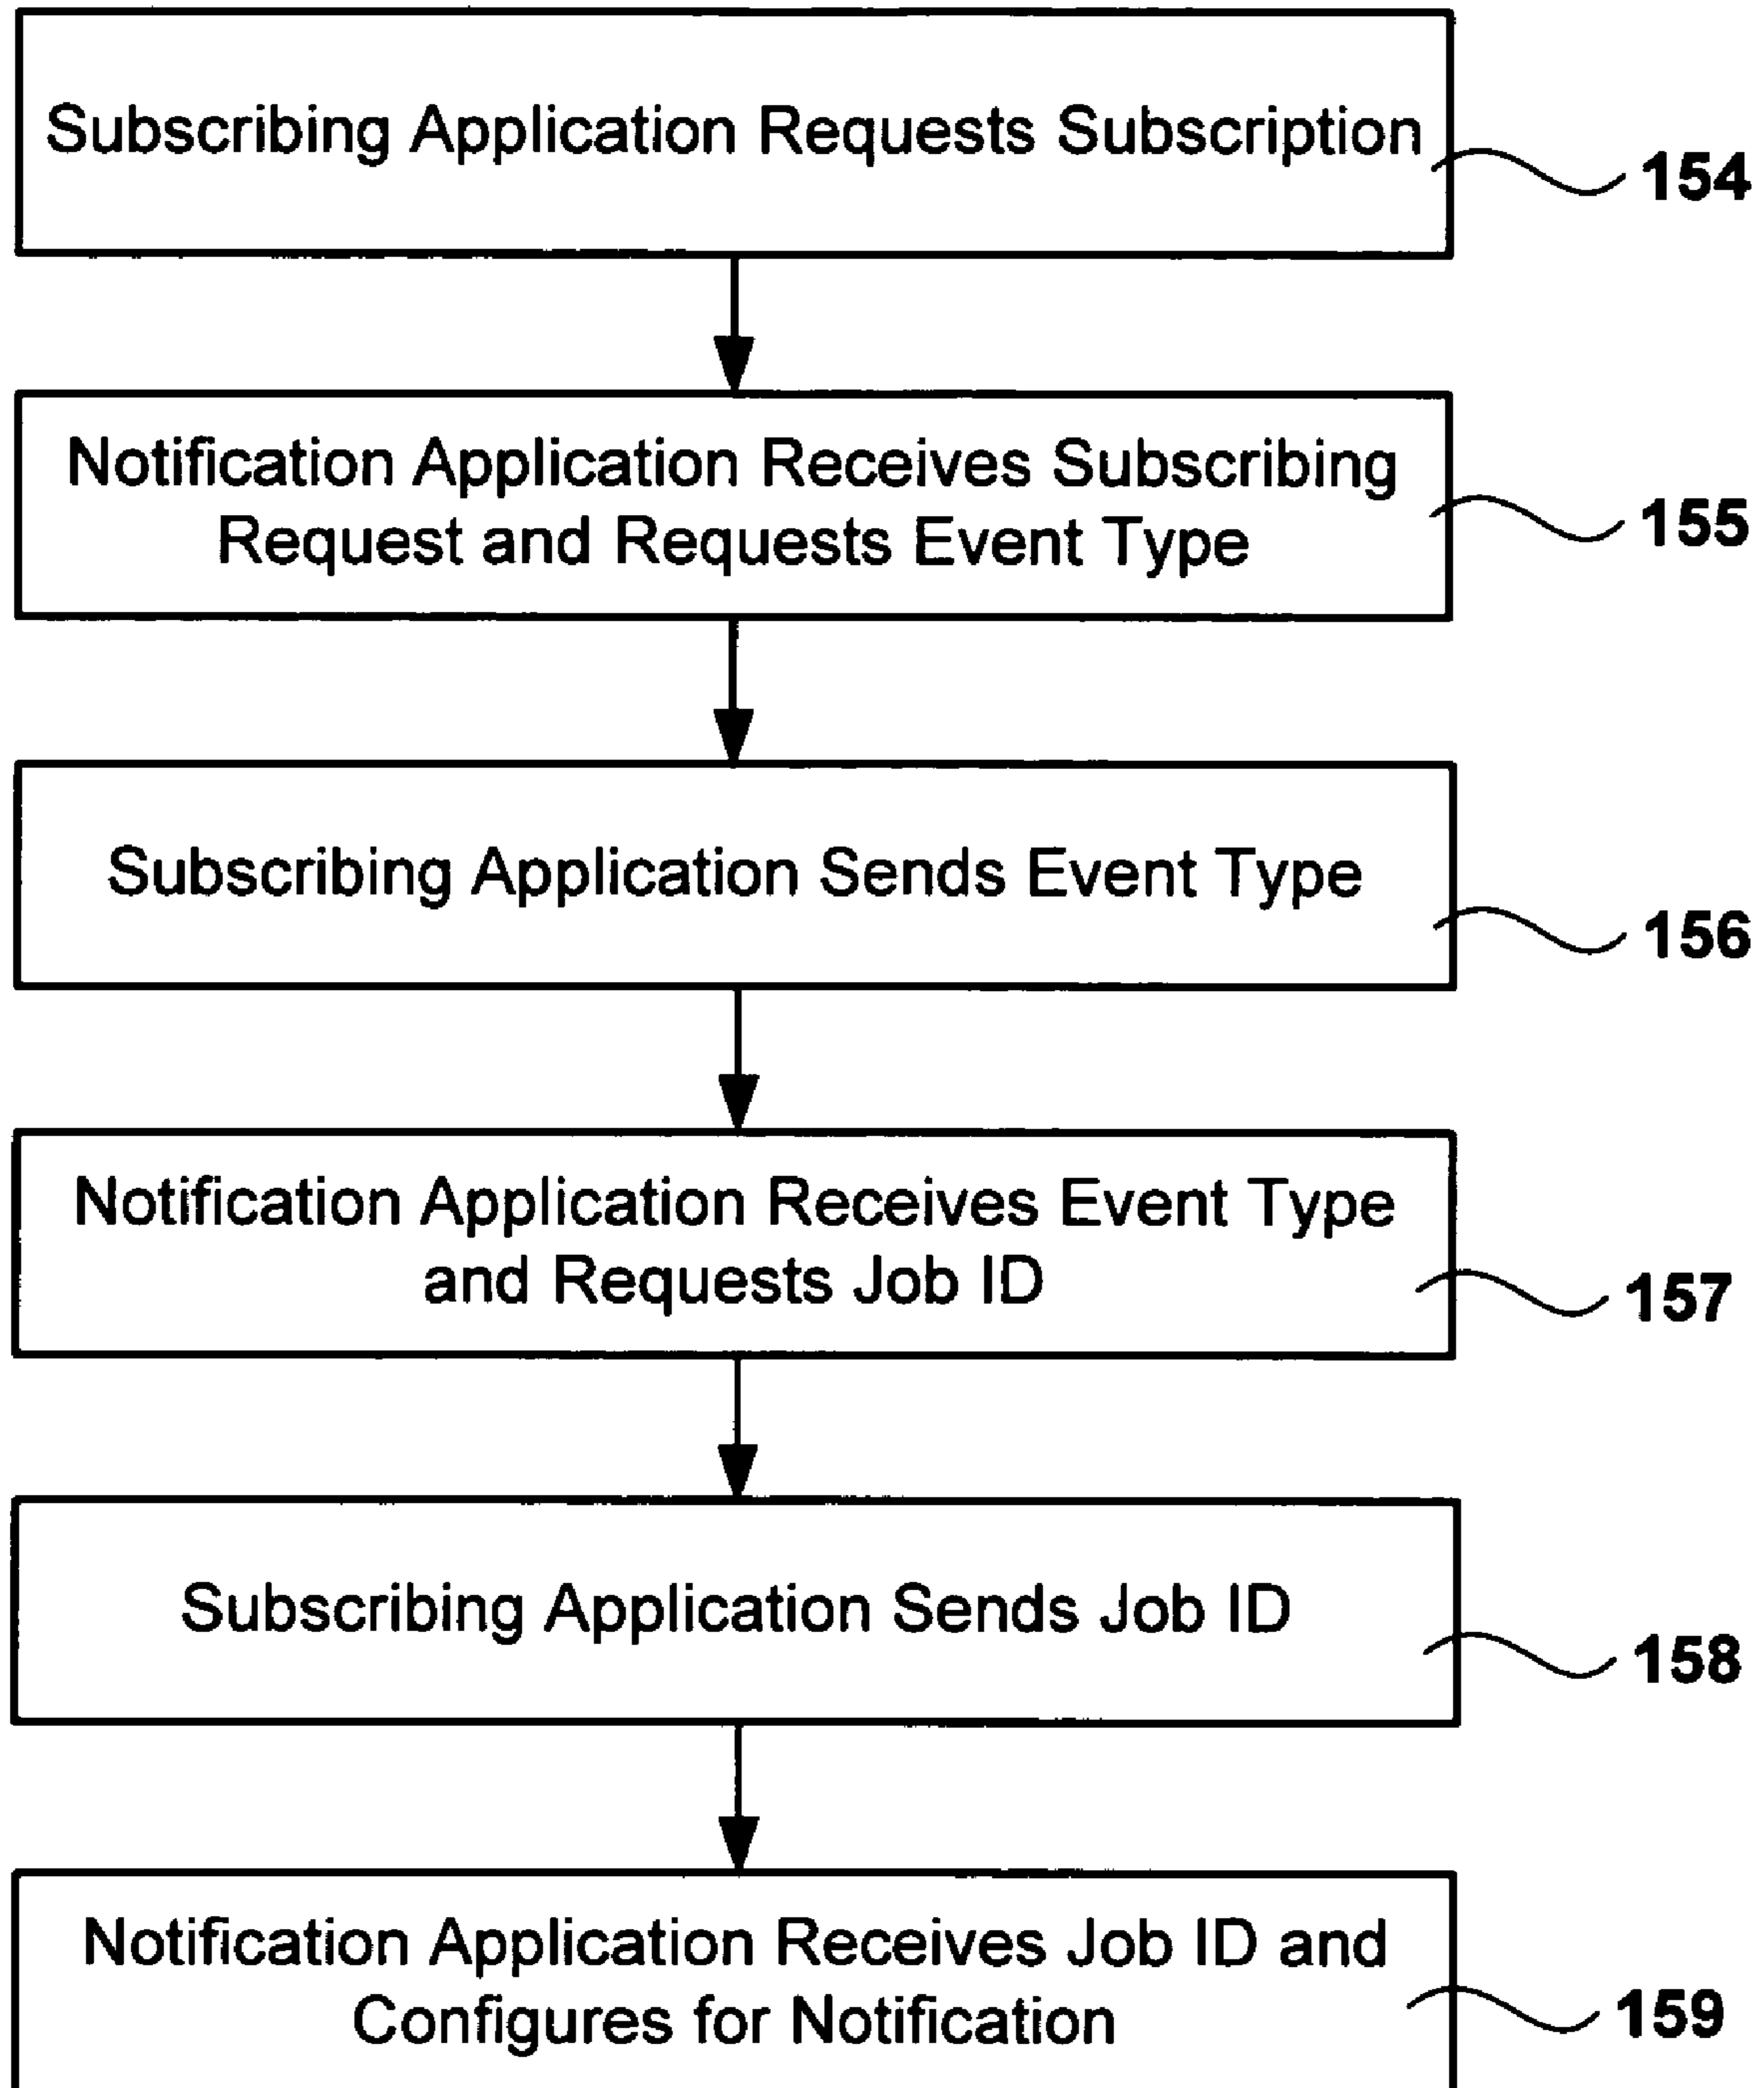 Subscribing Application Requests Subscription
154
Notification Application Receives Subscribing
Request and Requests Event Type
155
Subscribing Application Sends Event Type
156
Notification Application Receives Event Type
and Requests Job ID
157
Subscribing Application Sends Job ID
158
Notification Application Receives Job ID and
Configures for Notification
159